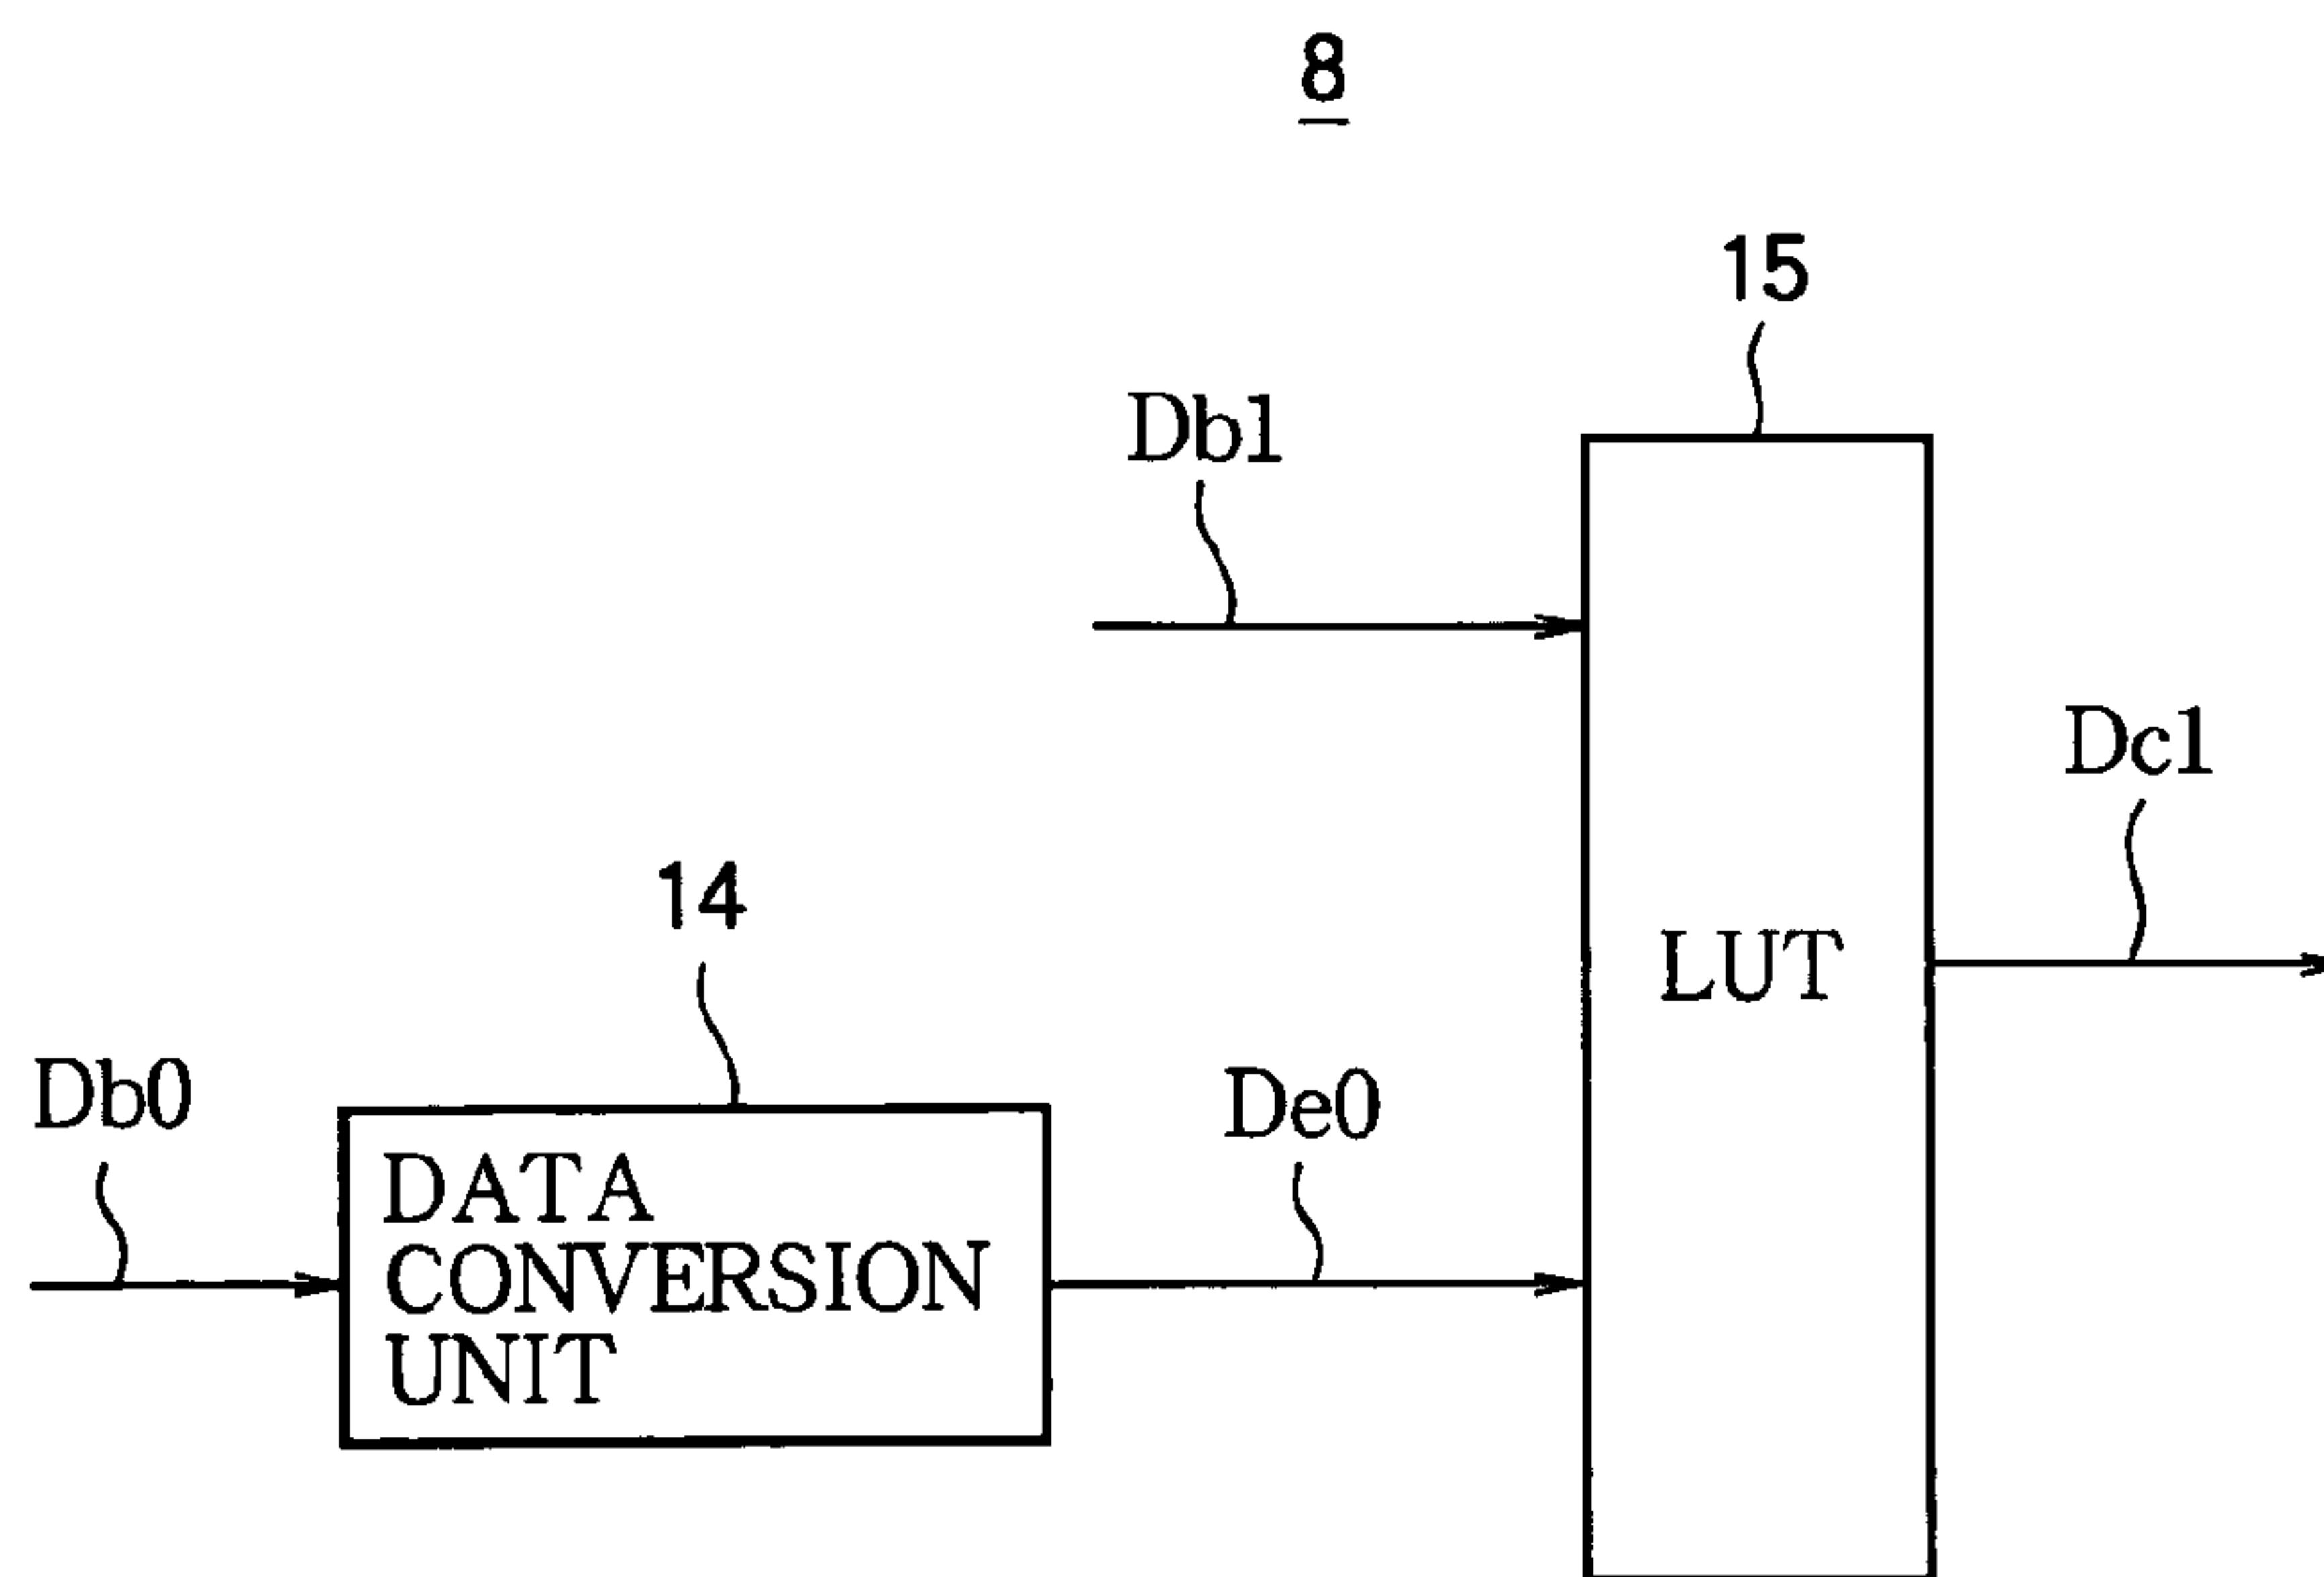 8
15
Db1
Dc1
14
LUT
Db0
De0
DATA
CONVERSION
UNIT